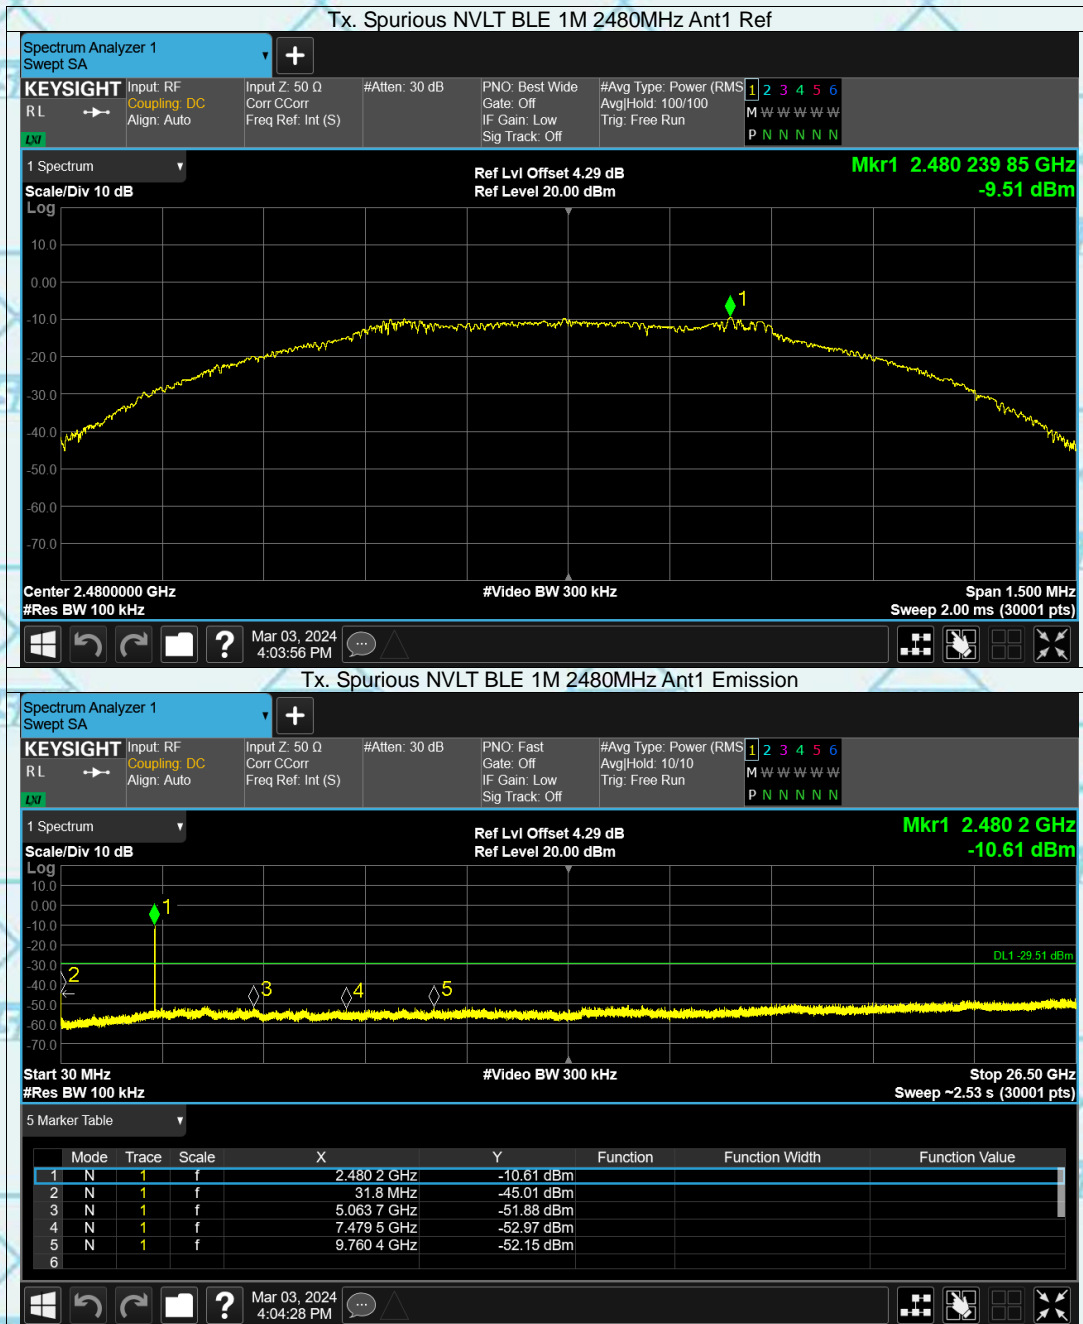 Tx. Spurious NVLT BLE 1M 2480MHz Ant1 Ref
Spectrum Analyzer 1
Swept SA
+
KEYSIGHT Input: RF Input Z: 50 Ω #Atten: 30 dB PNO: Best Wide #Avg Type: Power (RMS 1 2 3 4 5 6
R L Coupling: DC Corr CCorr Gate: Off Avg|Hold: 100/100 M W W W W W
Align: Auto Freq Ref: Int (S) IF Gain: Low Trig: Free Run
LXI Sig Track: Off P N N N N N
1 Spectrum Ref Lvl Offset 4.29 dB Mkr1 2.480 239 85 GHz
Scale/Div 10 dB Ref Level 20.00 dBm -9.51 dBm
Log
10.0
0.00
1
-10.0
-20.0
-30.0
-40.0
-50.0
-60.0
-70.0
Center 2.4800000 GHz #Video BW 300 kHz Span 1.500 MHz
#Res BW 100 kHz Sweep 2.00 ms (30001 pts)
? Mar 03, 2024
4:03:56 PM
Tx. Spurious NVLT BLE 1M 2480MHz Ant1 Emission
Spectrum Analyzer 1
Swept SA
+
KEYSIGHT Input: RF Input Z: 50 Ω #Atten: 30 dB PNO: Fast #Avg Type: Power (RMS 1 2 3 4 5 6
R L Coupling: DC Corr CCorr Gate: Off Avg|Hold: 10/10 M W W W W W
Align: Auto Freq Ref: Int (S) IF Gain: Low Trig: Free Run
LXI Sig Track: Off P N N N N N
1 Spectrum Ref Lvl Offset 4.29 dB Mkr1 2.480 2 GHz
Scale/Div 10 dB Ref Level 20.00 dBm -10.61 dBm
Log
10.0
0.00 1
-10.0
-20.0
-30.0 DL1 -29.51 dBm
2
-40.0
3 4 5
-50.0
-60.0
-70.0
Start 30 MHz #Video BW 300 kHz Stop 26.50 GHz
#Res BW 100 kHz Sweep ~2.53 s (30001 pts)
5 Marker Table
Mode Trace Scale X Y Function Function Width Function Value
1 N 1 f 2.480 2 GHz -10.61 dBm
2 N 1 f 31.8 MHz -45.01 dBm
3 N 1 f 5.063 7 GHz -51.88 dBm
4 N 1 f 7.479 5 GHz -52.97 dBm
5 N 1 f 9.760 4 GHz -52.15 dBm
6
? Mar 03, 2024
4:04:28 PM